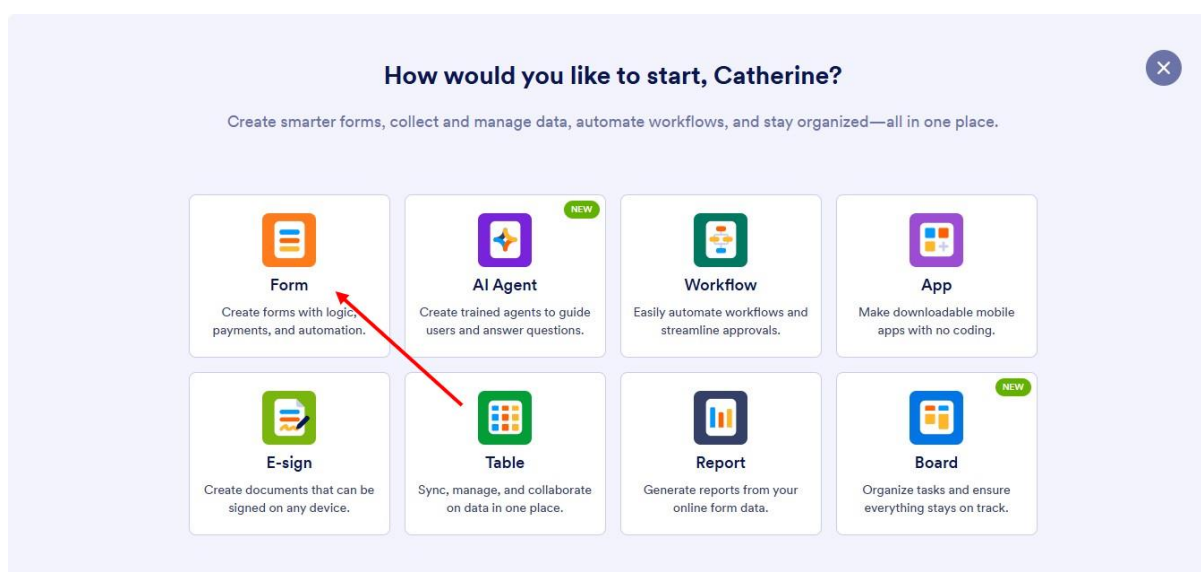 How would you like to start, Catherine?
Create smarter forms, collect and manage data, automate workflows, and stay organized—all in one place.
Form
Create forms with logic,
payments, and automation.
NEW
AI Agent
Create trained agents to guide
users and answer questions.
Workflow
Easily automate workflows and
streamline approvals.
App
Make downloadable mobile
apps with no coding.
E-sign
Create documents that can be
signed on any device.
Table
Sync, manage, and collaborate
on data in one place.
Report
Generate reports from your
online form data.
NEW
Board
Organize tasks and ensure
everything stays on track.